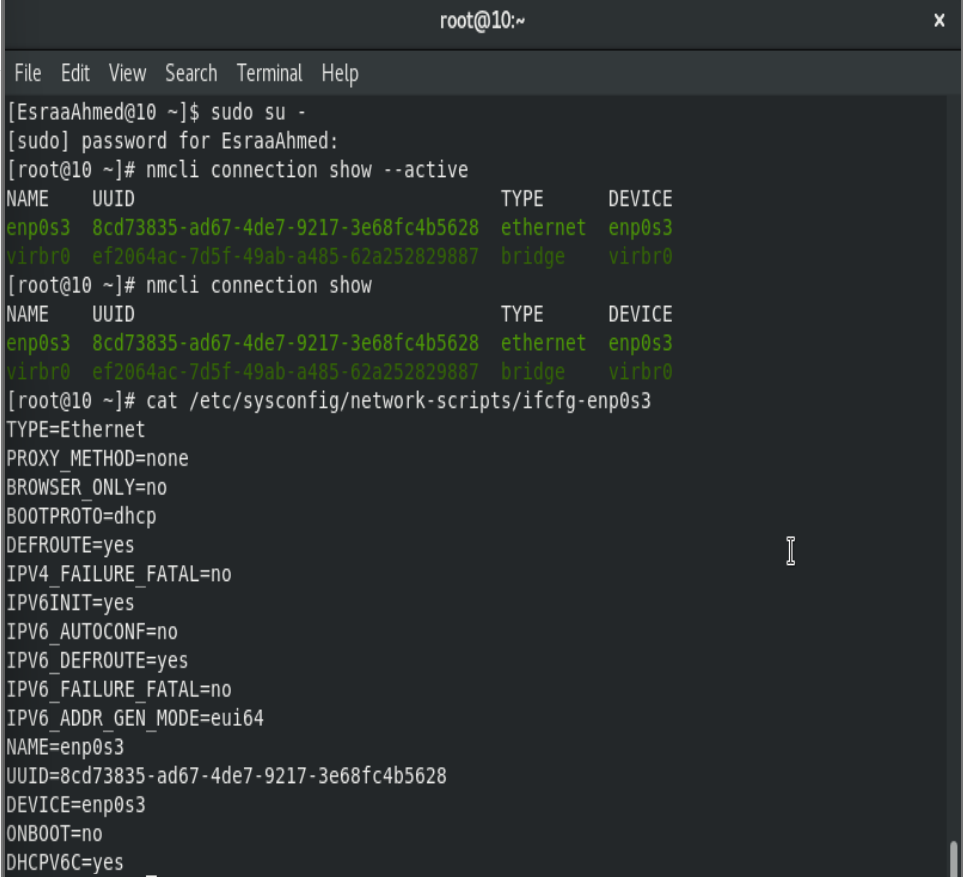 root@10:~ x
File Edit View Search Terminal Help
[EsraaAhmed@10 ~]$ sudo su -
[sudo] password for EsraaAhmed:
[root@10 ~]# nmcli connection show --active
NAME UUID TYPE DEVICE
enp0s3 8cd73835-ad67-4de7-9217-3e68fc4b5628 ethernet enp0s3
virbr0 ef2064ac-7d5f-49ab-a485-62a252829887 bridge virbr0
[root@10 ~]# nmcli connection show
NAME UUID TYPE DEVICE
enp0s3 8cd73835-ad67-4de7-9217-3e68fc4b5628 ethernet enp0s3
virbr0 ef2064ac-7d5f-49ab-a485-62a252829887 bridge virbr0
[root@10 ~]# cat /etc/sysconfig/network-scripts/ifcfg-enp0s3
TYPE=Ethernet
PROXY_METHOD=none
BROWSER_ONLY=no
BOOTPROTO=dhcp
DEFROUTE=yes
IPV4_FAILURE_FATAL=no
IPV6INIT=yes
IPV6_AUTOCONF=no
IPV6_DEFROUTE=yes
IPV6_FAILURE_FATAL=no
IPV6_ADDR_GEN_MODE=eui64
NAME=enp0s3
UUID=8cd73835-ad67-4de7-9217-3e68fc4b5628
DEVICE=enp0s3
ONBOOT=no
DHCPV6C=yes